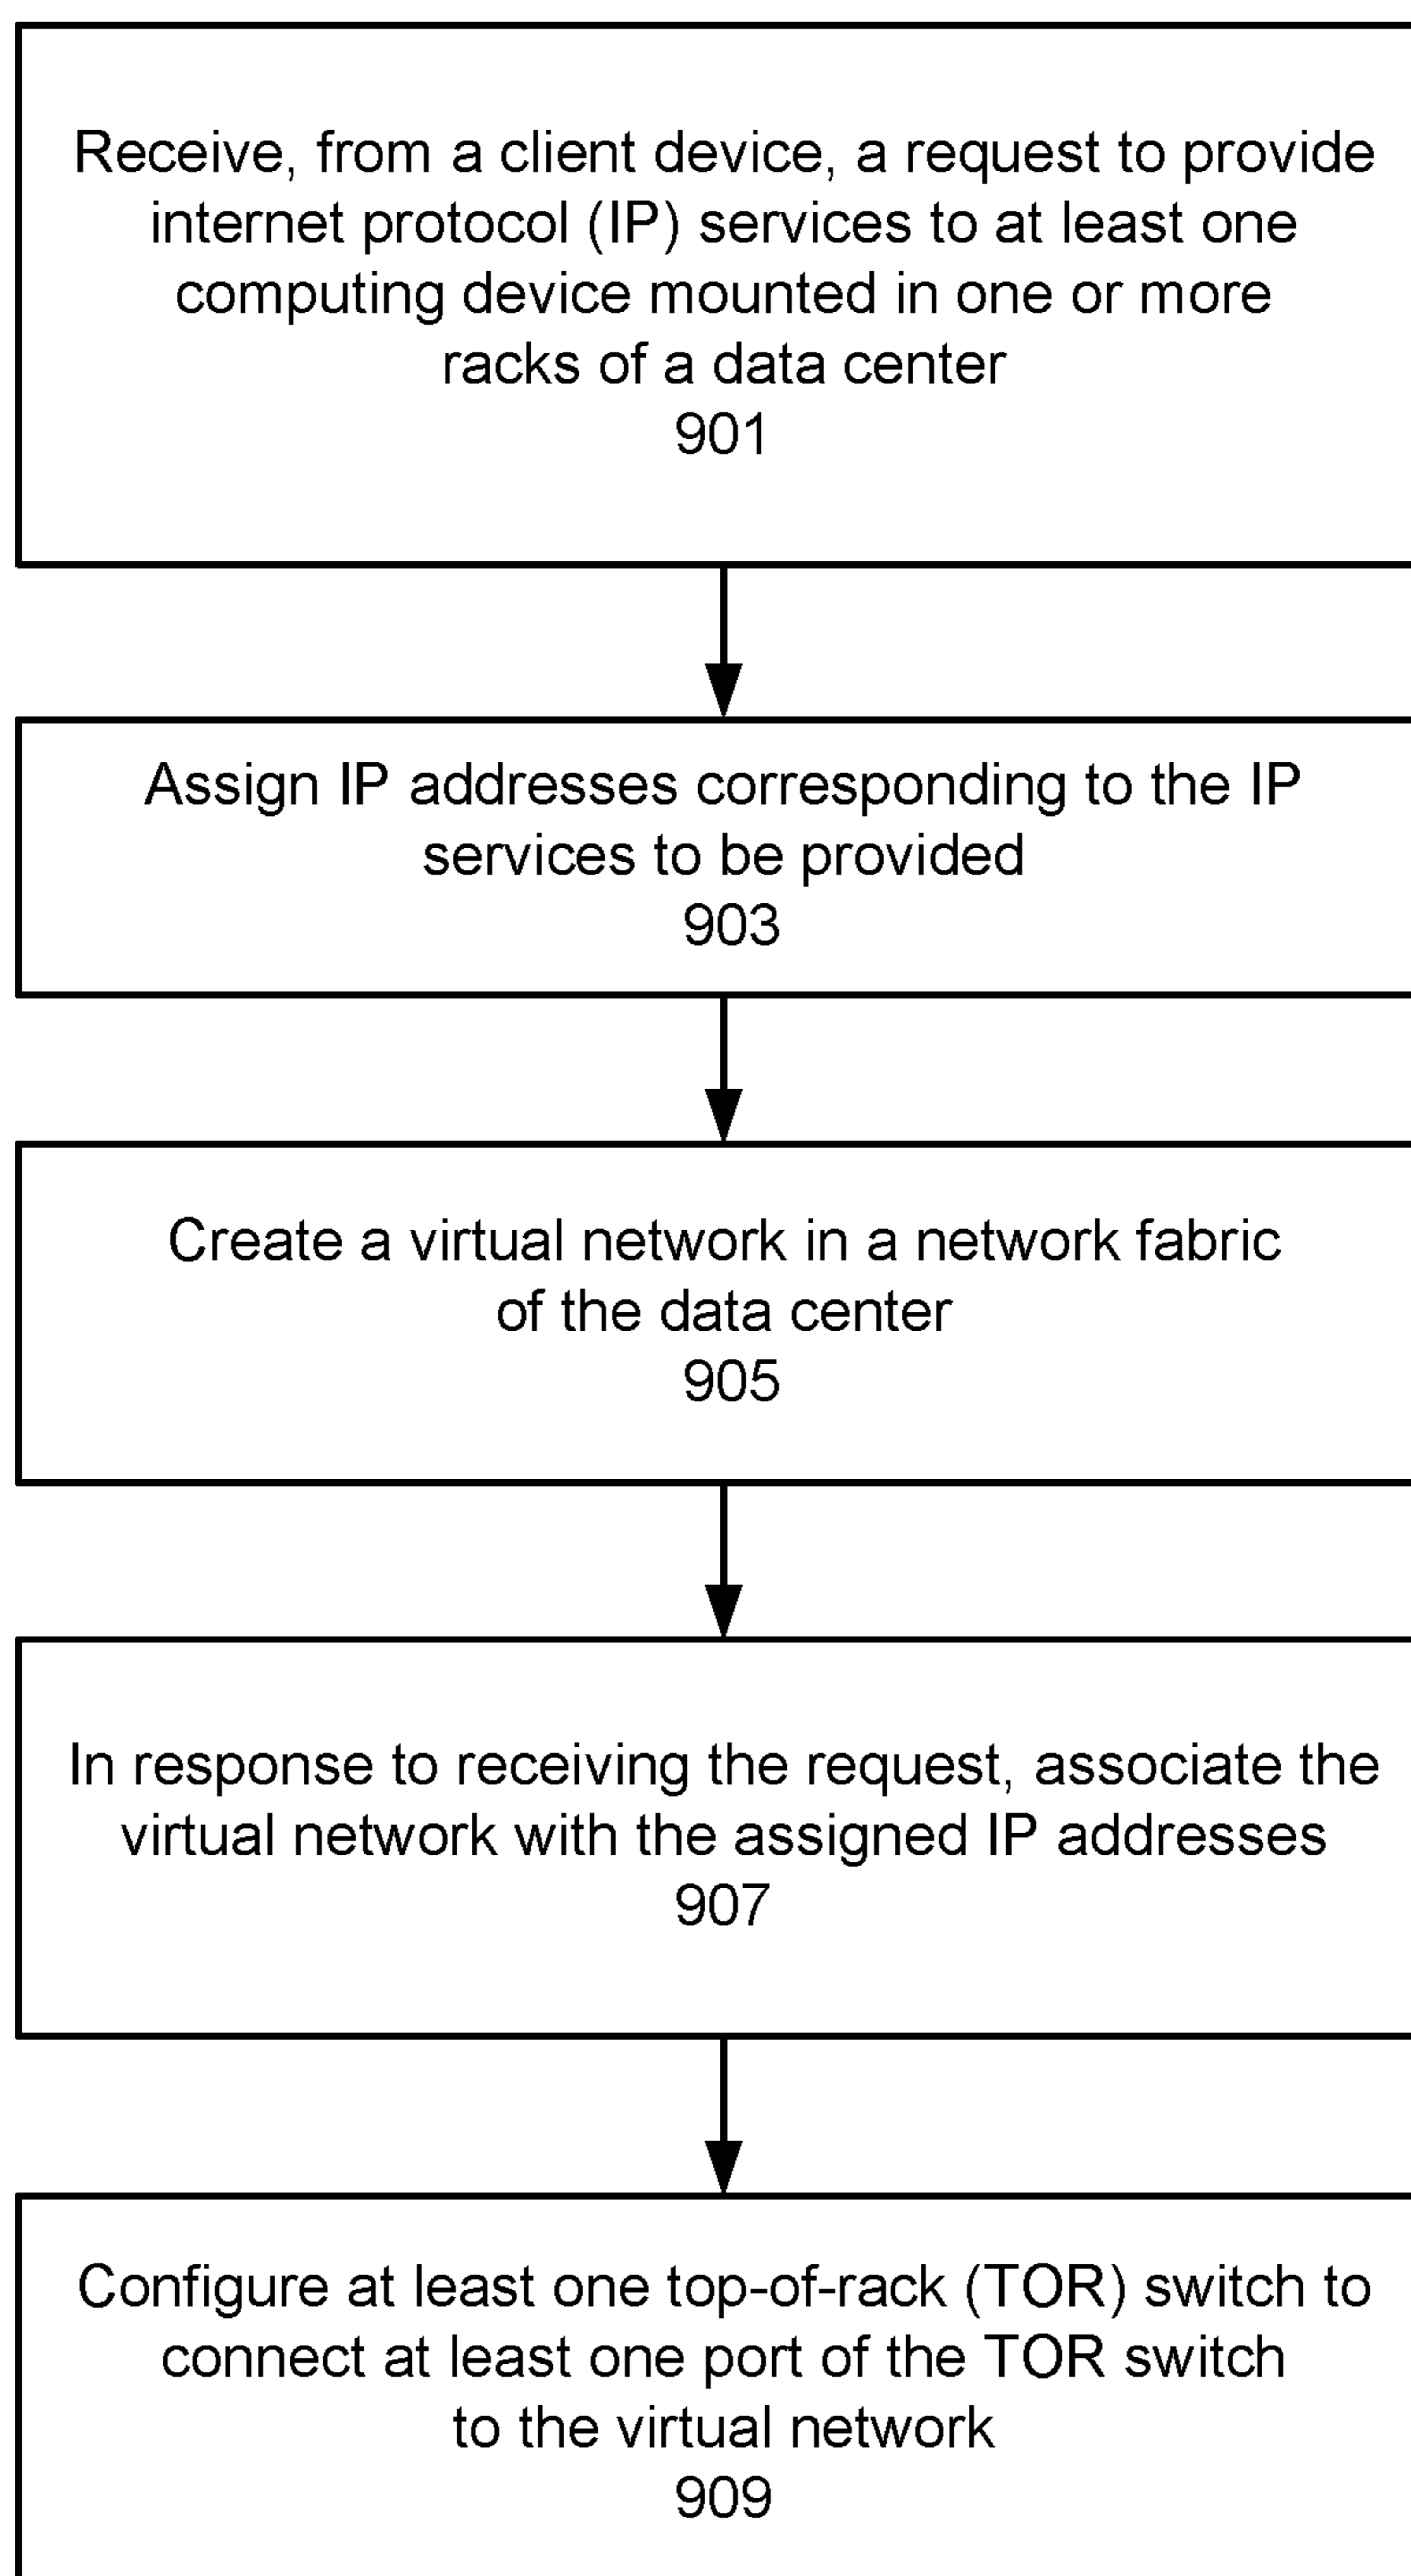 Receive, from a client device, a request to provide
internet protocol (IP) services to at least one
computing device mounted in one or more
racks of a data center
901
Assign IP addresses corresponding to the IP
services to be provided
903
Create a virtual network in a network fabric
of the data center
905
In response to receiving the request, associate the
virtual network with the assigned IP addresses
907
Configure at least one top-of-rack (TOR) switch to
connect at least one port of the TOR switch
to the virtual network
909